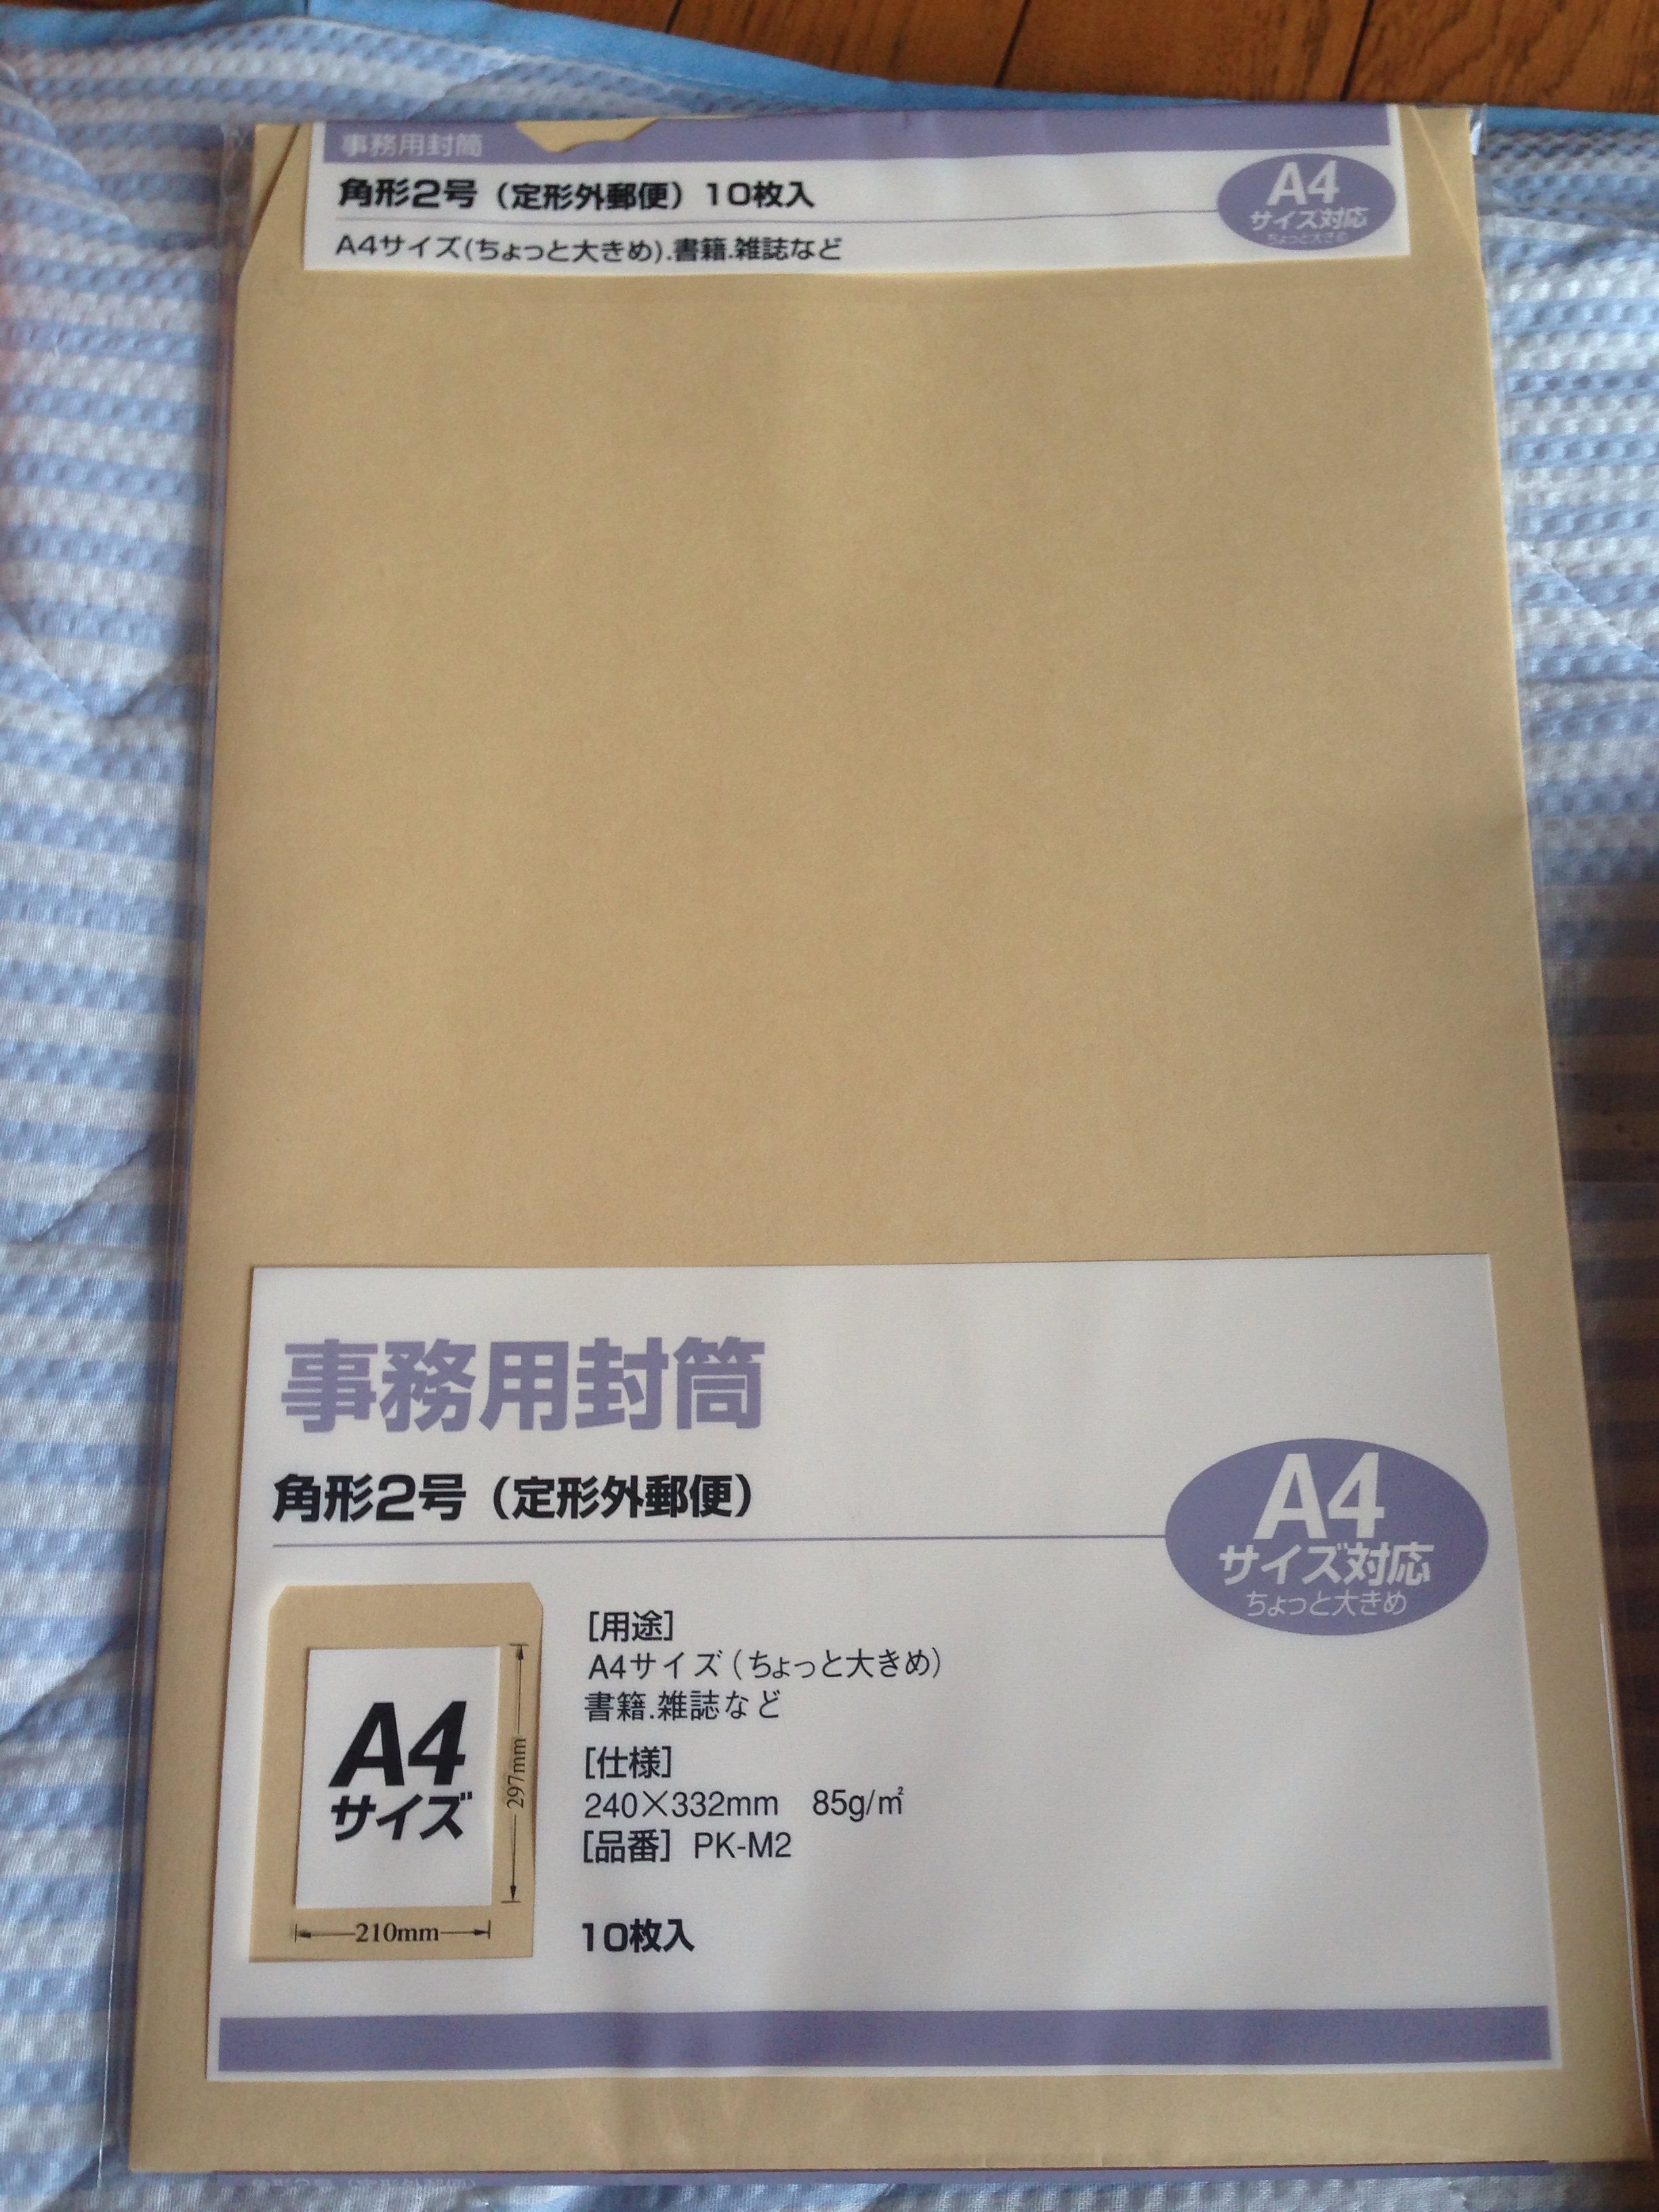 事務用封筒
角形2号（定形外郵便）10枚入
A4サイズ(ちょっと大きめ).書籍.雑誌など
A4
サイズ対応
ちょっと大きめ
事務用封筒
角形2号（定形外郵便）
A4
サイズ対応
ちょっと大きめ
A4
サイズ
297mm
210mm
[用途]
A4サイズ（ちょっと大きめ）
書籍.雑誌など
[仕様]
240×332mm　85g/㎡
[品番] PK-M2
10枚入